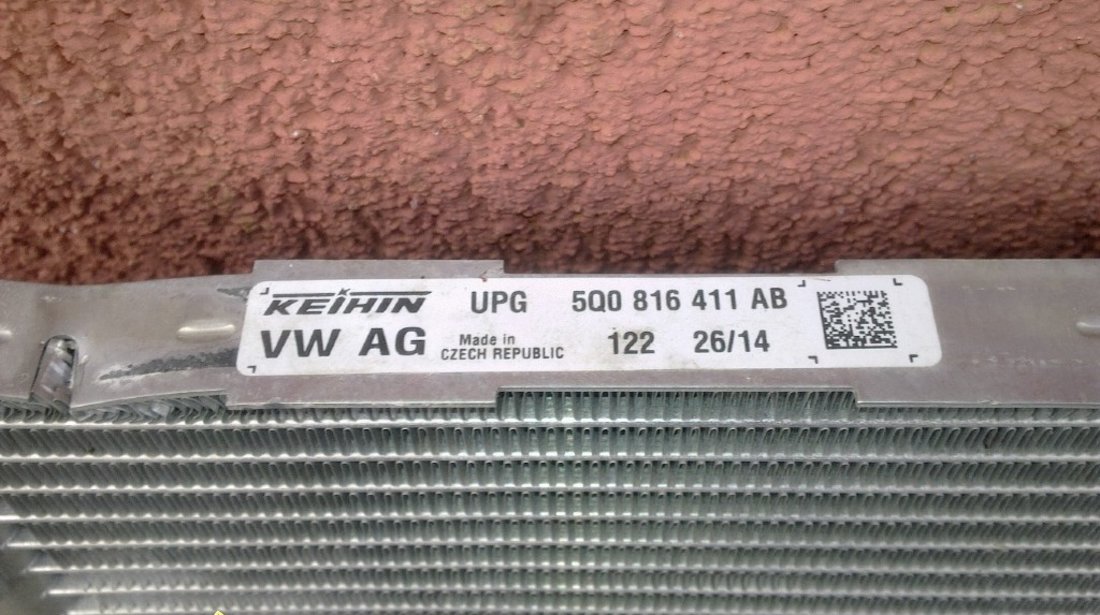 KEIHIN UPG 5Q0 816 411 AB
VW AG Made in CZECH REPUBLIC 122 26/14